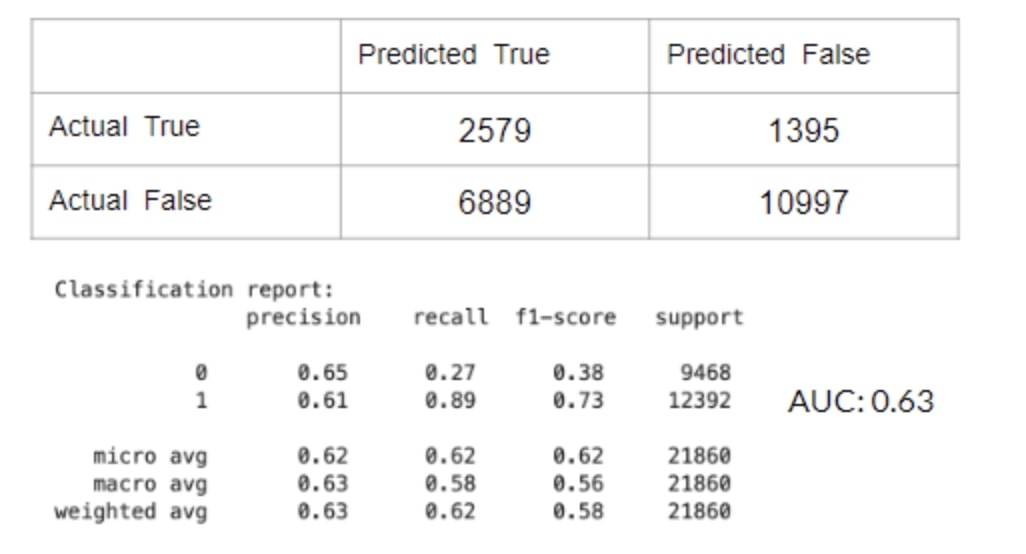 Predicted True Predicted False
Actual True 2579 1395
Actual False 6889 10997
Classification report:
precision recall f1-score support
0 0.65 0.27 0.38 9468
1 0.61 0.89 0.73 12392
AUC: 0.63
micro avg 0.62 0.62 0.62 21860
macro avg 0.63 0.58 0.56 21860
weighted avg 0.63 0.62 0.58 21860